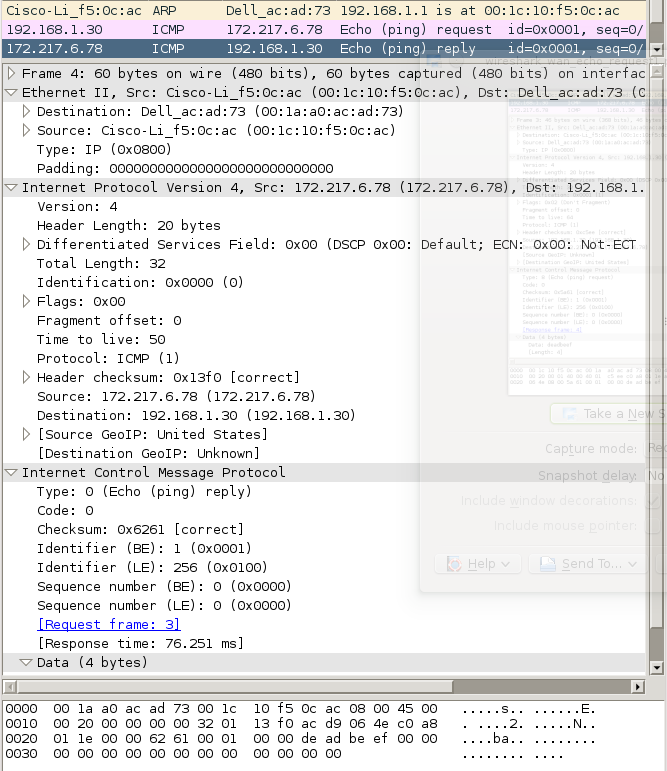 Cisco-Li_f5:0c:ac ARP Dell_ac:ad:73 192.168.1.1 is at 00:1c:10:f5:0c:ac
192.168.1.30 ICMP 172.217.6.78 Echo (ping) request id=0x0001, seq=0/
172.217.6.78 ICMP 192.168.1.30 Echo (ping) reply id=0x0001, seq=0/
Frame 4: 60 bytes on wire (480 bits), 60 bytes captured (480 bits) on interfac
Ethernet II, Src: Cisco-Li_f5:0c:ac (00:1c:10:f5:0c:ac), Dst: Dell_ac:ad:73 (0
Destination: Dell_ac:ad:73 (00:1a:a0:ac:ad:73)
Source: Cisco-Li_f5:0c:ac (00:1c:10:f5:0c:ac)
Type: IP (0x0800)
Padding: 0000000000000000000000000000
Internet Protocol Version 4, Src: 172.217.6.78 (172.217.6.78), Dst: 192.168.1.
Version: 4
Header Length: 20 bytes
Differentiated Services Field: 0x00 (DSCP 0x00: Default; ECN: 0x00: Not-ECT
Total Length: 32
Identification: 0x0000 (0)
Flags: 0x00
Fragment offset: 0
Time to live: 50
Protocol: ICMP (1)
Header checksum: 0x13f0 [correct]
Source: 172.217.6.78 (172.217.6.78)
Destination: 192.168.1.30 (192.168.1.30)
[Source GeoIP: United States]
[Destination GeoIP: Unknown]
Internet Control Message Protocol
Type: 0 (Echo (ping) reply)
Code: 0
Checksum: 0x6261 [correct]
Identifier (BE): 1 (0x0001)
Identifier (LE): 256 (0x0100)
Sequence number (BE): 0 (0x0000)
Sequence number (LE): 0 (0x0000)
[Request frame: 3]
[Response time: 76.251 ms]
Data (4 bytes)
Take a New S
Capture mode: Rec
Snapshot delay: No
Include window decorations:
Include mouse pointer:
Help
Send To...
0000 00 1a a0 ac ad 73 00 1c 10 f5 0c ac 08 00 45 00 .....s.. ......E.
0010 00 20 00 00 00 00 32 01 13 f0 ac d9 06 4e c0 a8 . ....2. .....N..
0020 01 1e 00 00 62 61 00 01 00 00 de ad be ef 00 00 ....ba.. ........
0030 00 00 00 00 00 00 00 00 00 00 00 00 ........ ....